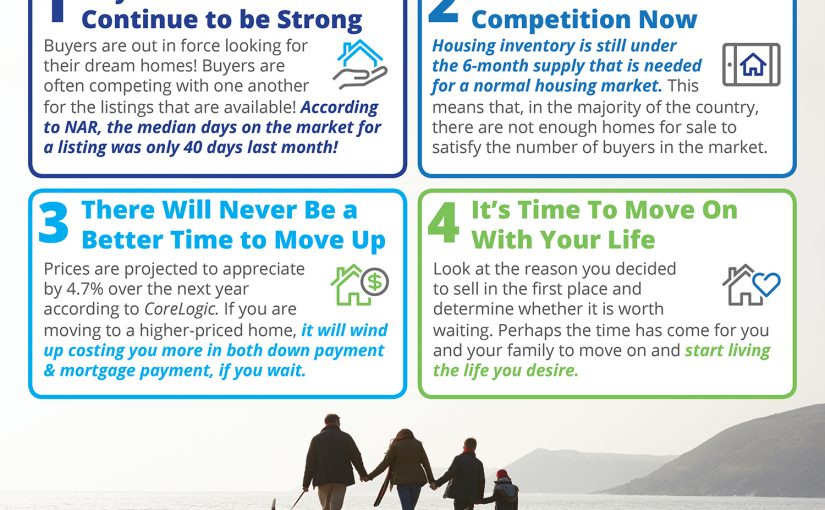 1
Continue to be Strong
Buyers are out in force looking for
their dream homes! Buyers are
often competing with one another
for the listings that are available! According
to NAR, the median days on the market for
a listing was only 40 days last month!
2
Competition Now
Housing inventory is still under
the 6-month supply that is needed
for a normal housing market. This
means that, in the majority of the country,
there are not enough homes for sale to
satisfy the number of buyers in the market.
3 There Will Never Be a
Better Time to Move Up
Prices are projected to appreciate
by 4.7% over the next year
according to CoreLogic. If you are
moving to a higher-priced home, it will wind
up costing you more in both down payment
& mortgage payment, if you wait.
4 It’s Time To Move On
With Your Life
Look at the reason you decided
to sell in the first place and
determine whether it is worth
waiting. Perhaps the time has come for you
and your family to move on and start living
the life you desire.